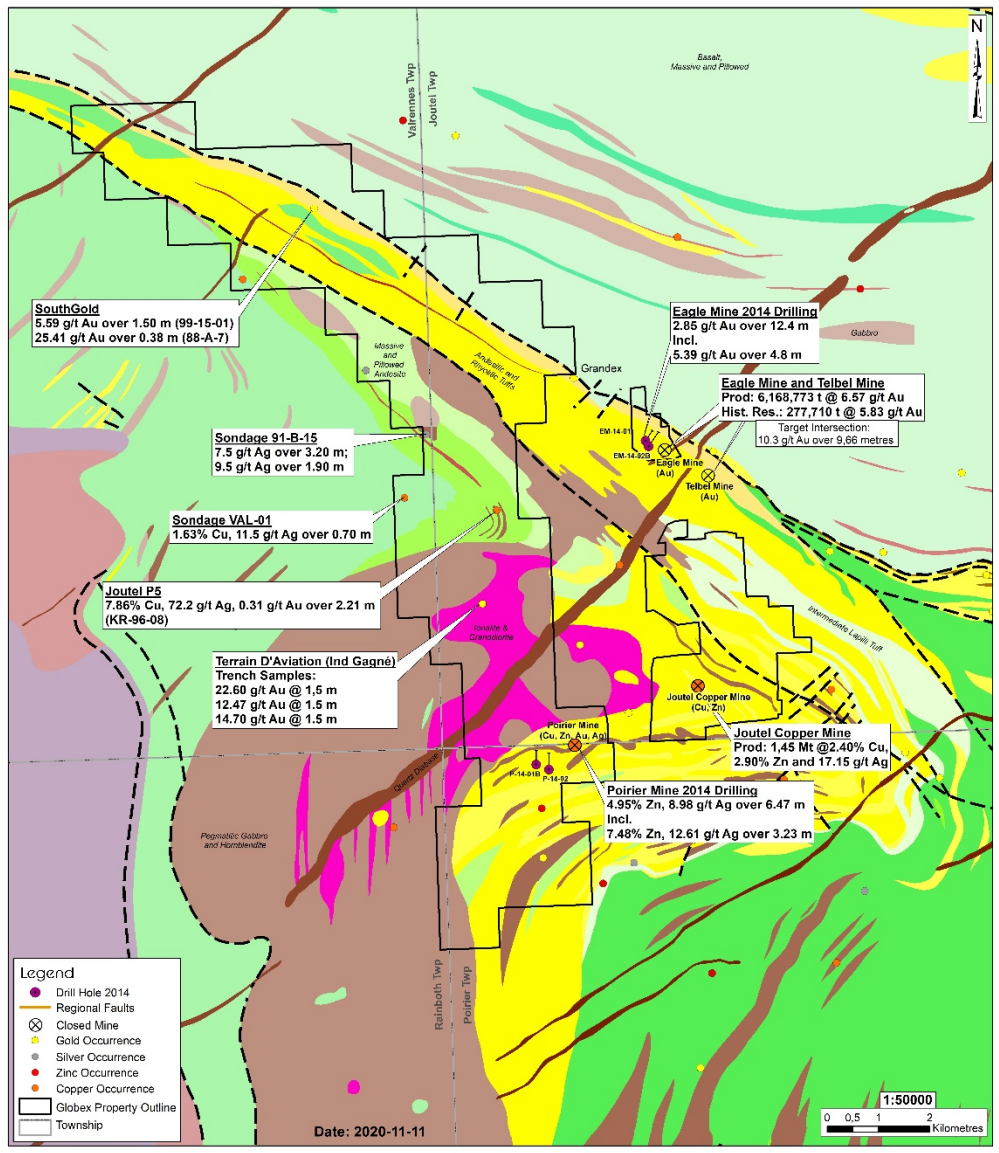 N
Basalt,
Massive and Pillowed
Valrennes Twp
Joutel Twp
SouthGold
5.59 g/t Au over 1.50 m (99-15-01)
25.41 g/t Au over 0.38 m (88-A-7)
Massive
and
Pillowed
Andesite
Andesitic and
Rhyolitic Tuffs
Gabbro
Eagle Mine 2014 Drilling
2.85 g/t Au over 12.4 m
Incl.
5.39 g/t Au over 4.8 m
Grandex
Eagle Mine and Telbel Mine
Prod: 6,168,773 t @ 6.57 g/t Au
Hist. Res.: 277,710 t @ 5.83 g/t Au
Target Intersection:
10.3 g/t Au over 9,66 metres
EM-14-01
EM-14-02B
Eagle Mine
(Au)
Telbel Mine
(Au)
Sondage 91-B-15
7.5 g/t Ag over 3.20 m;
9.5 g/t Ag over 1.90 m
Sondage VAL-01
1.63% Cu, 11.5 g/t Ag over 0.70 m
Joutel P5
7.86% Cu, 72.2 g/t Ag, 0.31 g/t Au over 2.21 m
(KR-96-08)
Intermediate Lapilli Tuff
Tonalite &
Granodiorite
Terrain D'Aviation (Ind Gagné)
Trench Samples:
22.60 g/t Au @ 1,5 m
12.47 g/t Au @ 1.5 m
14.70 g/t Au @ 1.5 m
Joutel Copper Mine
(Cu, Zn)
Poirier Mine
(Cu, Zn, Au, Ag)
Joutel Copper Mine
Prod: 1,45 Mt @2.40% Cu,
2.90% Zn and 17.15 g/t Ag
P-14-01B
P-14-02
Quartz Diabase
Poirier Mine 2014 Drilling
4.95% Zn, 8.98 g/t Ag over 6.47 m
Incl.
7.48% Zn, 12.61 g/t Ag over 3.23 m
Pegmatitic Gabbro
and Hornblendite
Rainboth Twp
Poirier Twp
Legend
Drill Hole 2014
Regional Faults
Closed Mine
Gold Occurrence
Silver Occurrence
Zinc Occurrence
Copper Occurrence
Globex Property Outline
Township
Date: 2020-11-11
1:50000
0 0,5 1 2
Kilometres